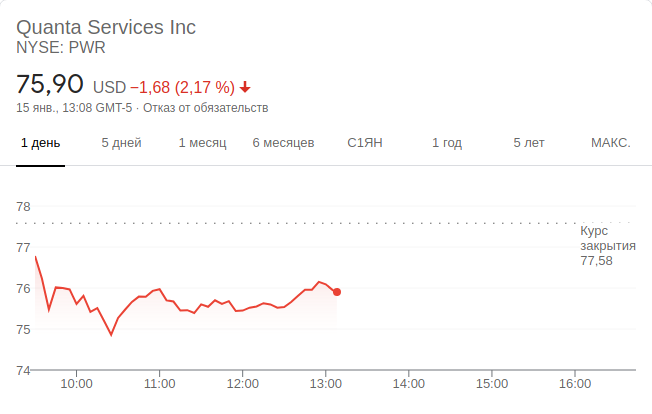 Quanta Services Inc
NYSE: PWR
75,90 USD −1,68 (2,17 %)
15 янв., 13:08 GMT-5 · Отказ от обязательств
1 день 5 дней 1 месяц 6 месяцев С1ЯН 1 год 5 лет МАКС.
78
Курс
77 закрытия
77,58
76
75
74
10:00 11:00 12:00 13:00 14:00 15:00 16:00